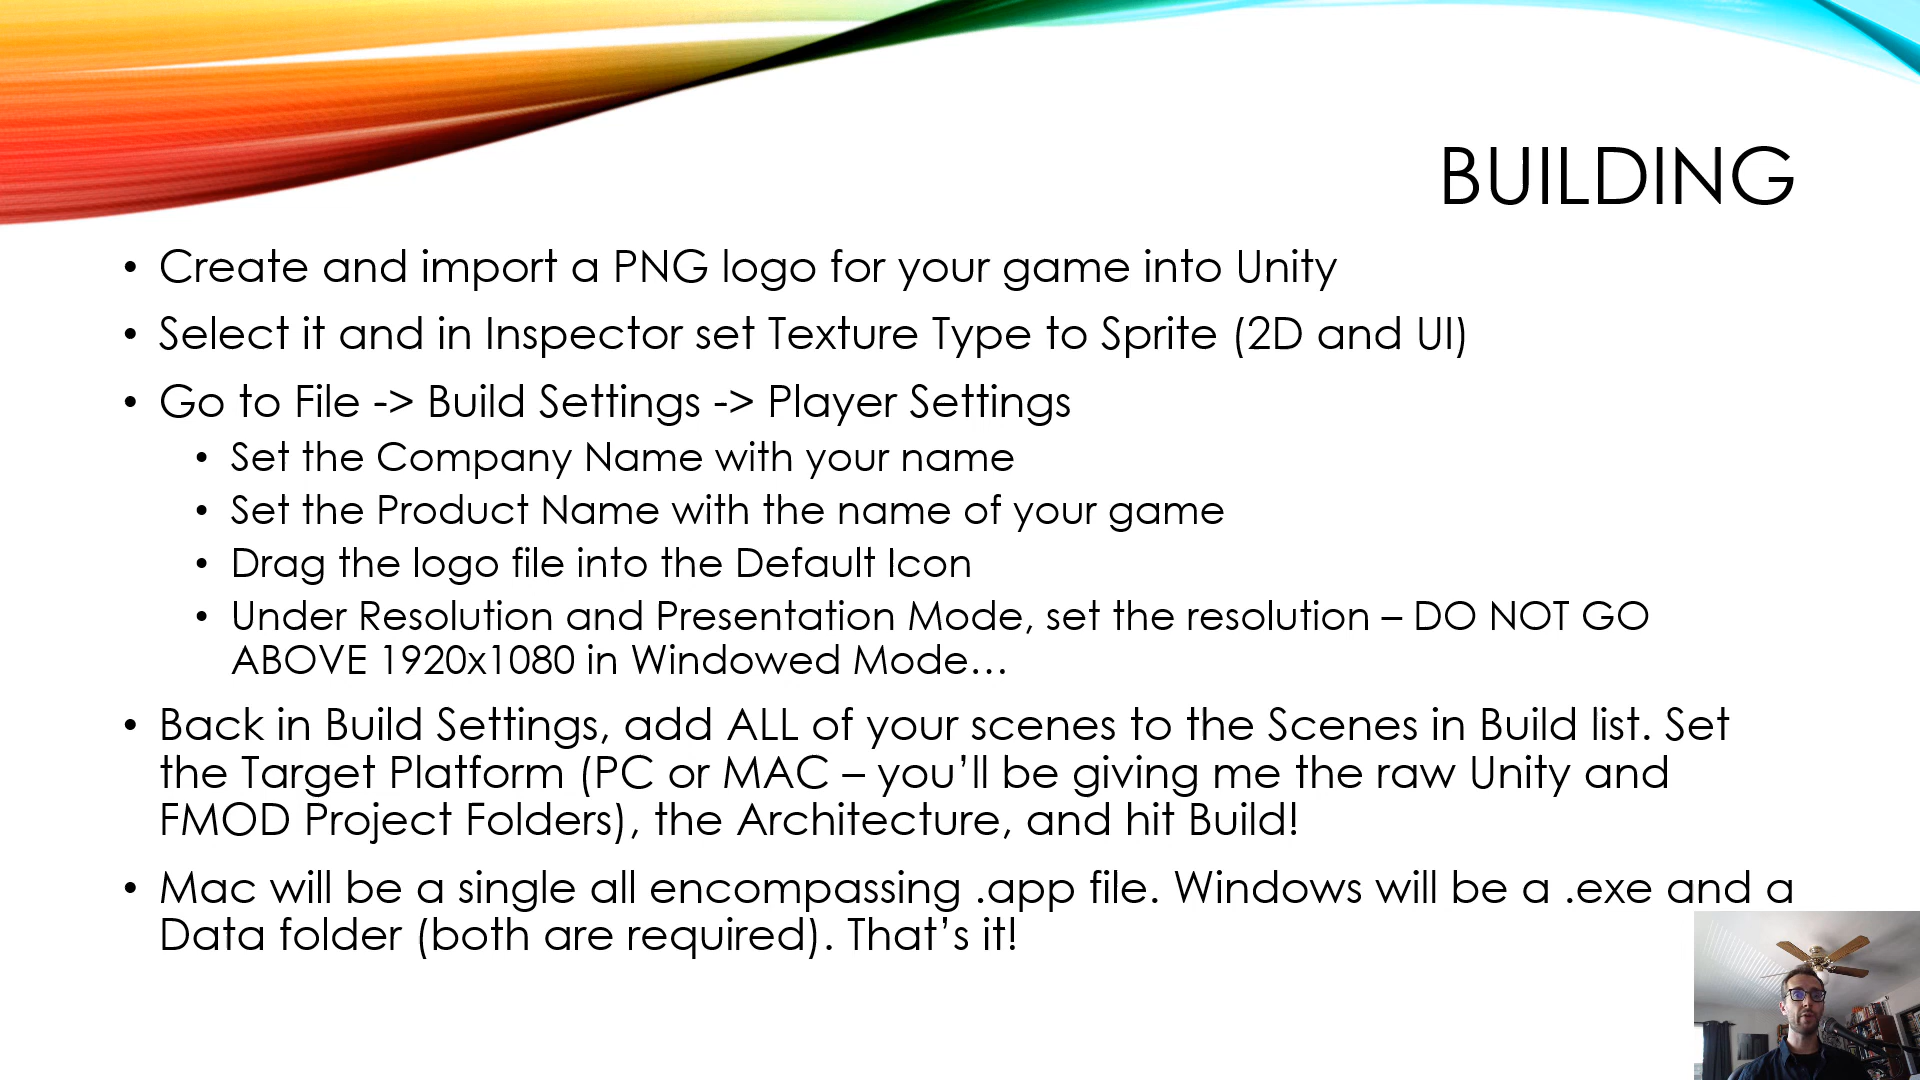 BUILDING
• Create and import a PNG logo for your game into Unity
• Select it and in Inspector set Texture Type to Sprite (2D and UI)
• Go to File -> Build Settings -> Player Settings
• Set the Company Name with your name
• Set the Product Name with the name of your game
• Drag the logo file into the Default Icon
• Under Resolution and Presentation Mode, set the resolution – DO NOT GO
ABOVE 1920x1080 in Windowed Mode…
• Back in Build Settings, add ALL of your scenes to the Scenes in Build list. Set
the Target Platform (PC or MAC – you’ll be giving me the raw Unity and
FMOD Project Folders), the Architecture, and hit Build!
• Mac will be a single all encompassing .app file. Windows will be a .exe and a
Data folder (both are required). That’s it!